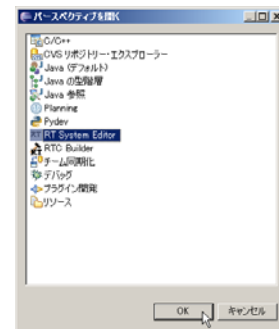 パースペクティブを開く
C/C++
CVS リポジトリー・エクスプローラー
Java (デフォルト)
Java の型階層
Java 参照
Planning
Pydev
RT System Editor
RTC Builder
チーム同期化
デバッグ
プラグイン開発
リソース
OK
キャンセル